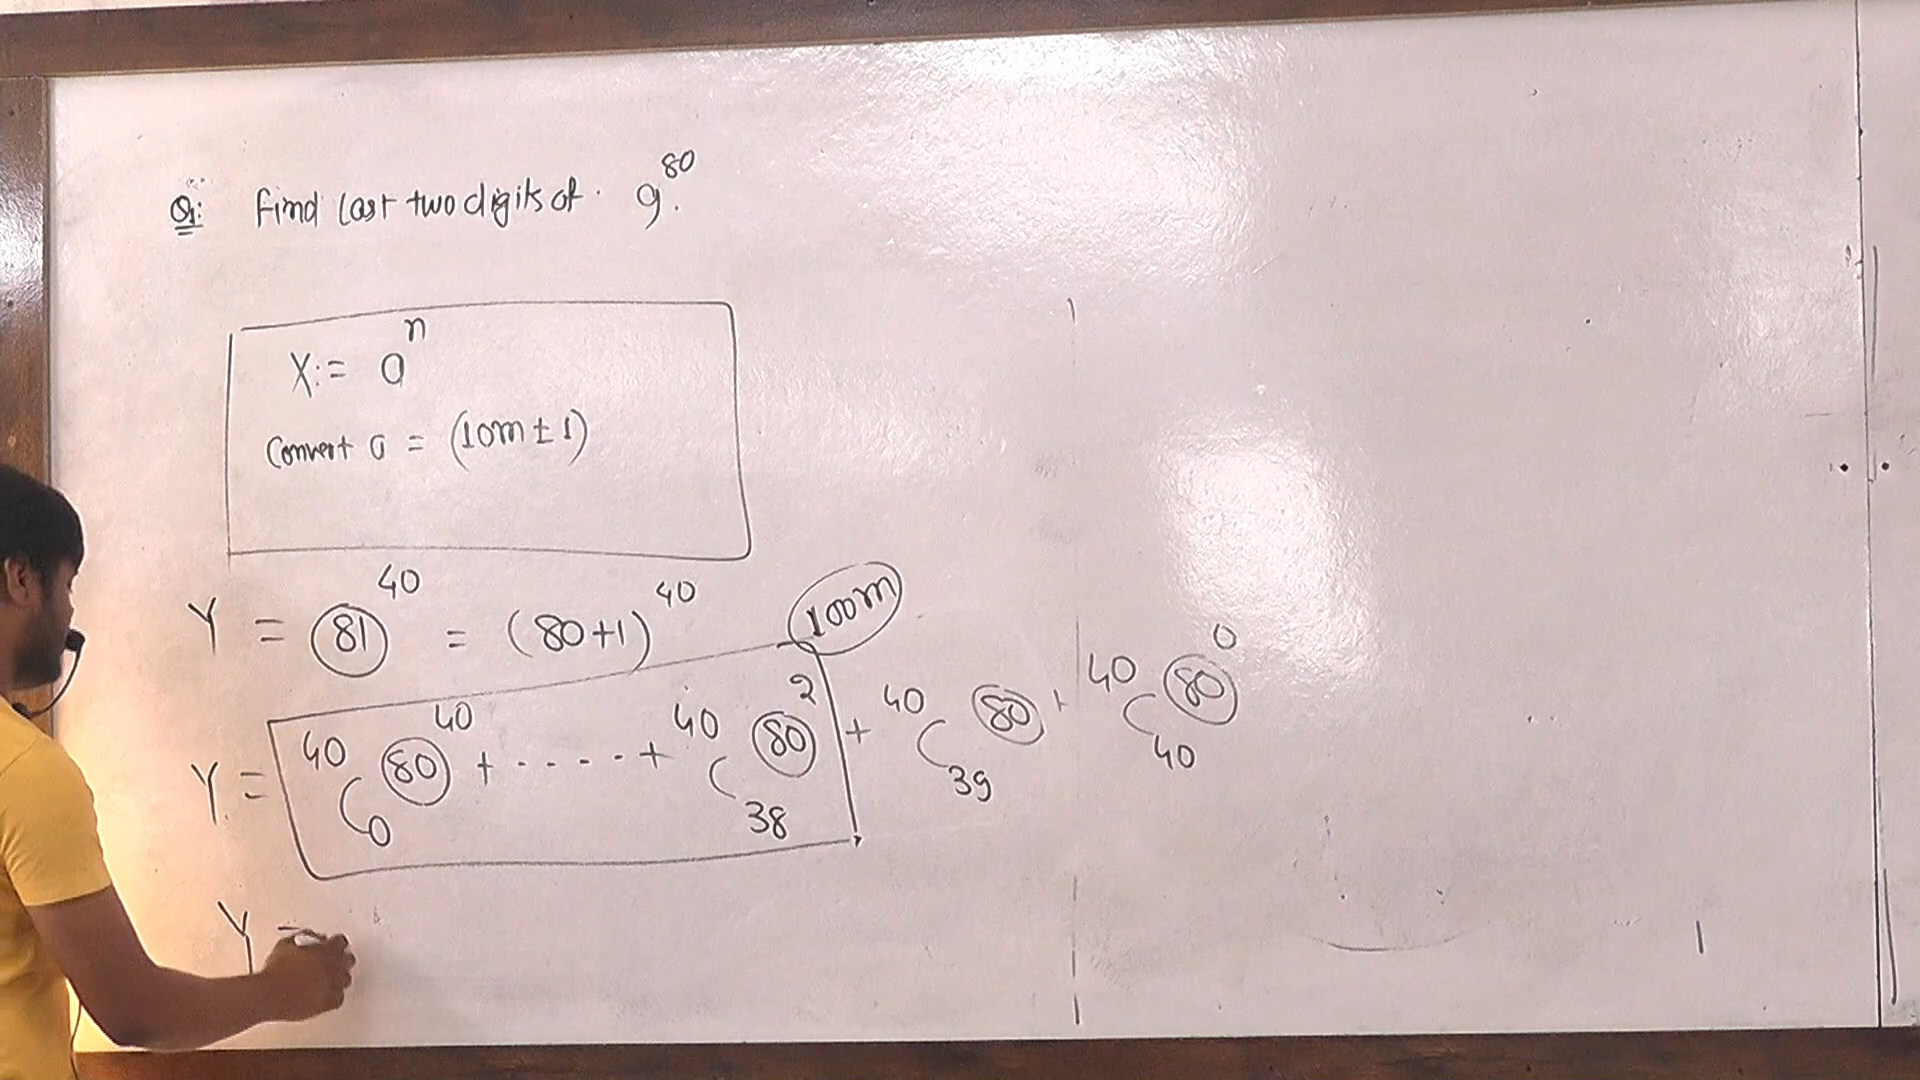 Q: Find last two digits of 9^80.
X := a^n
Convert a = (10m ± 1)
Y = 81^40 = (80+1)^40
100m
Y = 40C0 80^40 + ..... + 40C38 80^2 + 40C39 80 + 40C40 80^0
Y =